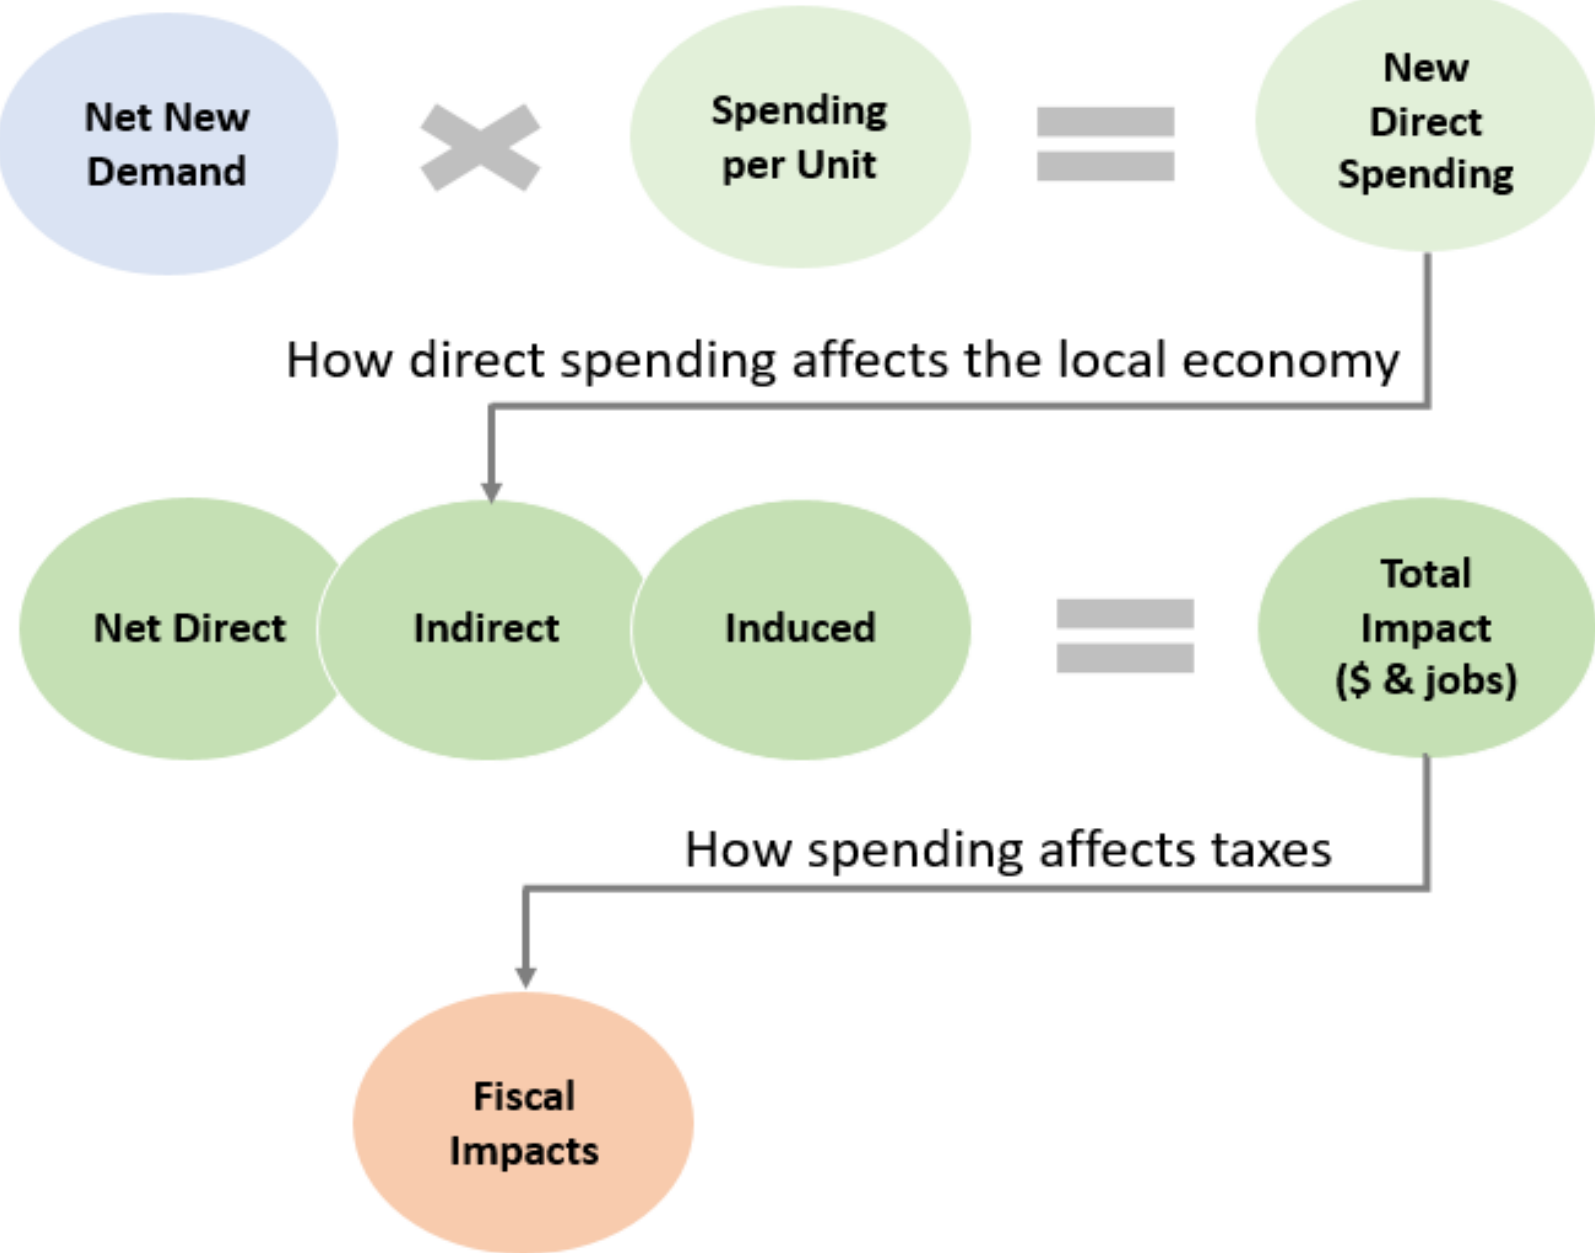 Net New
Demand
Spending
per Unit
New
Direct
Spending
How direct spending affects the local economy
Net Direct
Indirect
Induced
Total
Impact
($ & jobs)
How spending affects taxes
Fiscal
Impacts